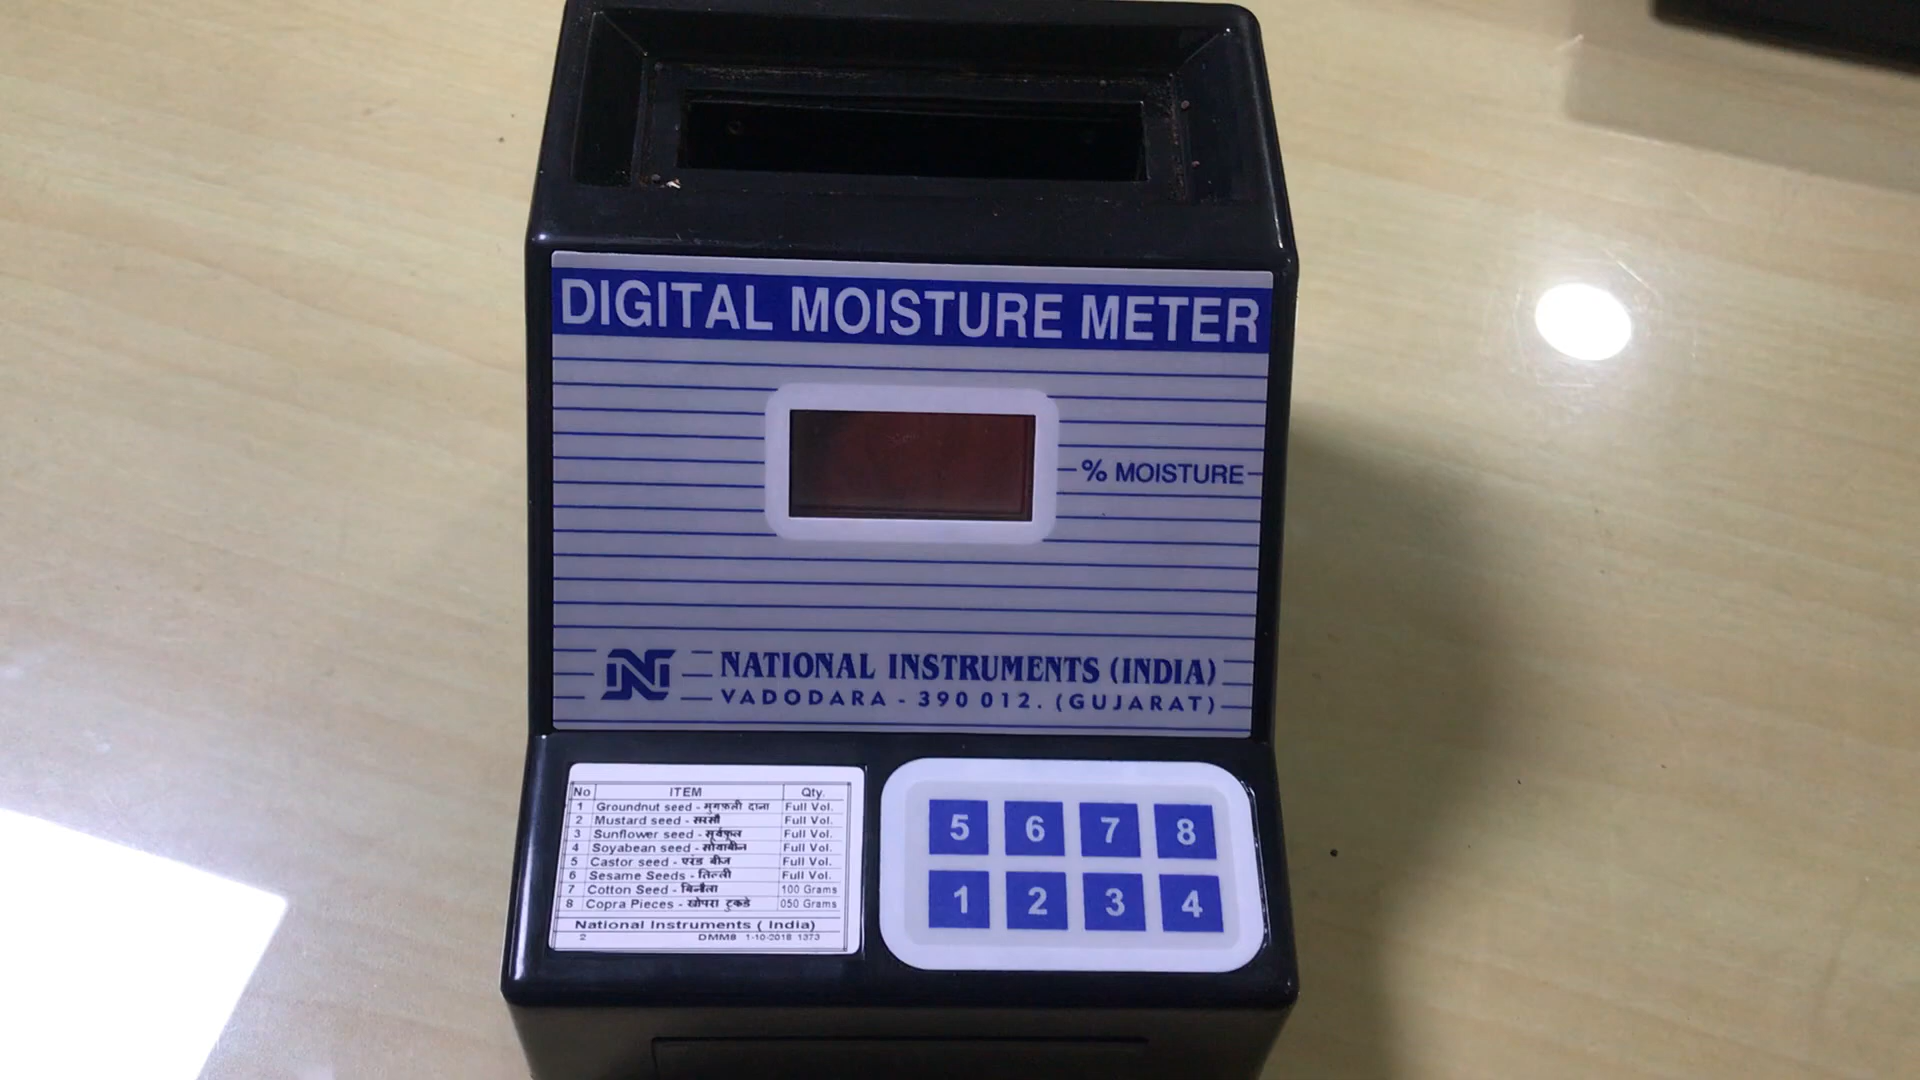 DIGITAL MOISTURE METER
% MOISTURE
NATIONAL INSTRUMENTS (INDIA)
VADODARA - 390 012. (GUJARAT)
No ITEM Qty.
1 Groundnut seed - मुगफली दाना Full Vol.
2 Mustard seed - सरसौ Full Vol.
3 Sunflower seed - सूर्यफूल Full Vol.
4 Soyabean seed - सोयाबीन Full Vol.
5 Castor seed - एरंड बीज Full Vol.
6 Sesame Seeds - तिल्ली Full Vol.
7 Cotton Seed - बिनौला 100 Grams
8 Copra Pieces - खोपरा टुकडे 050 Grams
National Instruments ( India)
2 DMM8 1-10-2018 1373
5 6 7 8
1 2 3 4